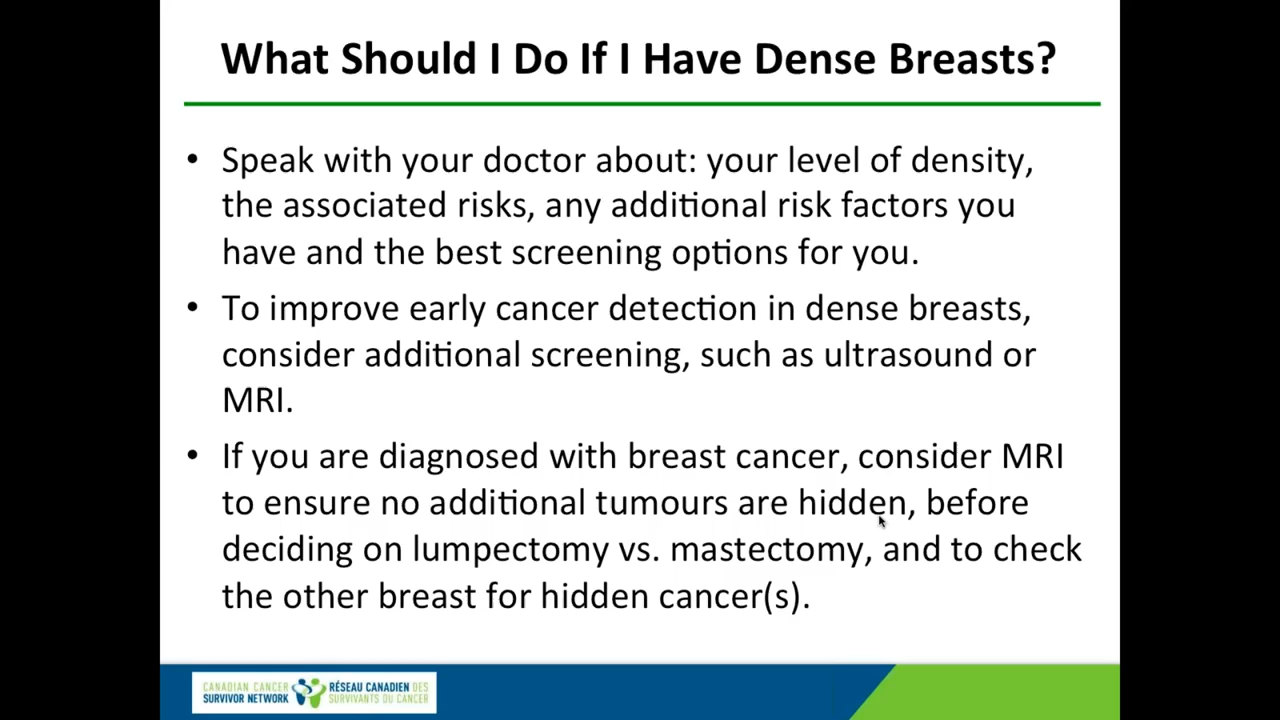 What Should I Do If I Have Dense Breasts?
• Speak with your doctor about: your level of density,
the associated risks, any additional risk factors you
have and the best screening options for you.
• To improve early cancer detection in dense breasts,
consider additional screening, such as ultrasound or
MRI.
• If you are diagnosed with breast cancer, consider MRI
to ensure no additional tumours are hidden, before
deciding on lumpectomy vs. mastectomy, and to check
the other breast for hidden cancer(s).
CANADIAN CANCER
SURVIVOR NETWORK
RÉSEAU CANADIEN DES
SURVIVANTS DU CANCER